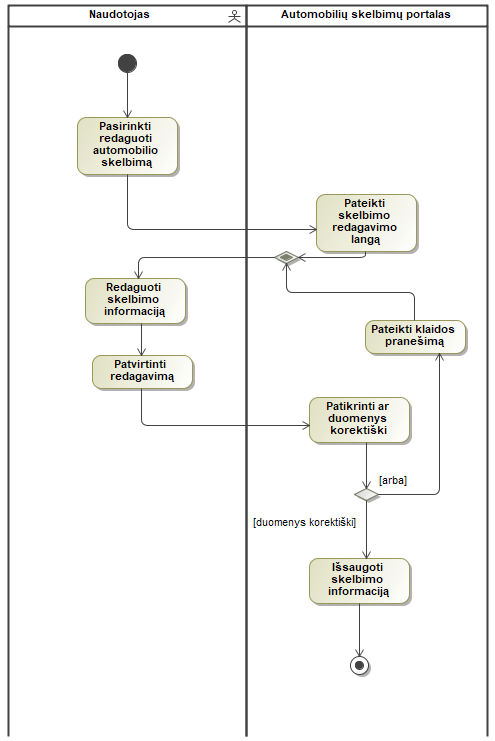 Naudotojas
Automobilių skelbimų portalas
Pasirinkti
redaguoti
automobilio
skelbimą
Pateikti
skelbimo
redagavimo
langą
Redaguoti
skelbimo
informaciją
Pateikti klaidos
pranešimą
Patvirtinti
redagavimą
Patikrinti ar
duomenys
korektiški
[arba]
[duomenys korektiški]
Išsaugoti
skelbimo
informaciją